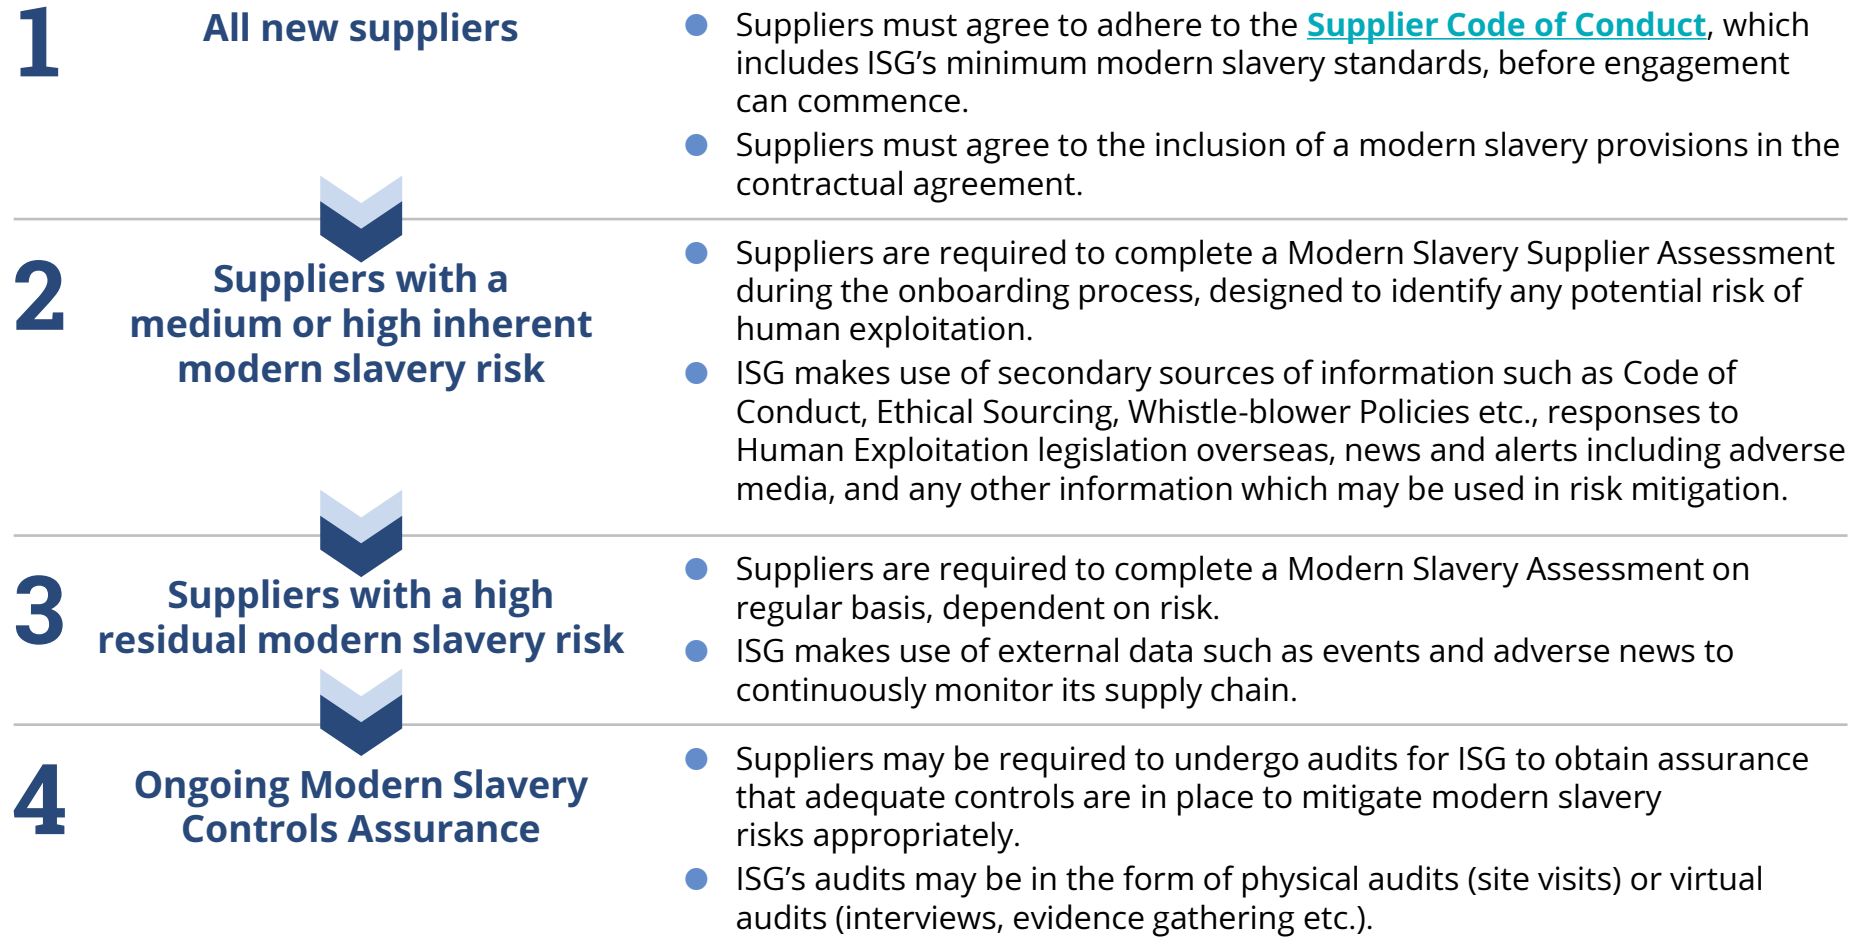 1
All new suppliers
● Suppliers must agree to adhere to the Supplier Code of Conduct, which
includes ISG’s minimum modern slavery standards, before engagement
can commence.
● Suppliers must agree to the inclusion of a modern slavery provisions in the
contractual agreement.
2
Suppliers with a
medium or high inherent
modern slavery risk
● Suppliers are required to complete a Modern Slavery Supplier Assessment
during the onboarding process, designed to identify any potential risk of
human exploitation.
● ISG makes use of secondary sources of information such as Code of
Conduct, Ethical Sourcing, Whistle-blower Policies etc., responses to
Human Exploitation legislation overseas, news and alerts including adverse
media, and any other information which may be used in risk mitigation.
3
Suppliers with a high
residual modern slavery risk
● Suppliers are required to complete a Modern Slavery Assessment on
regular basis, dependent on risk.
● ISG makes use of external data such as events and adverse news to
continuously monitor its supply chain.
4
Ongoing Modern Slavery
Controls Assurance
● Suppliers may be required to undergo audits for ISG to obtain assurance
that adequate controls are in place to mitigate modern slavery
risks appropriately.
● ISG’s audits may be in the form of physical audits (site visits) or virtual
audits (interviews, evidence gathering etc.).